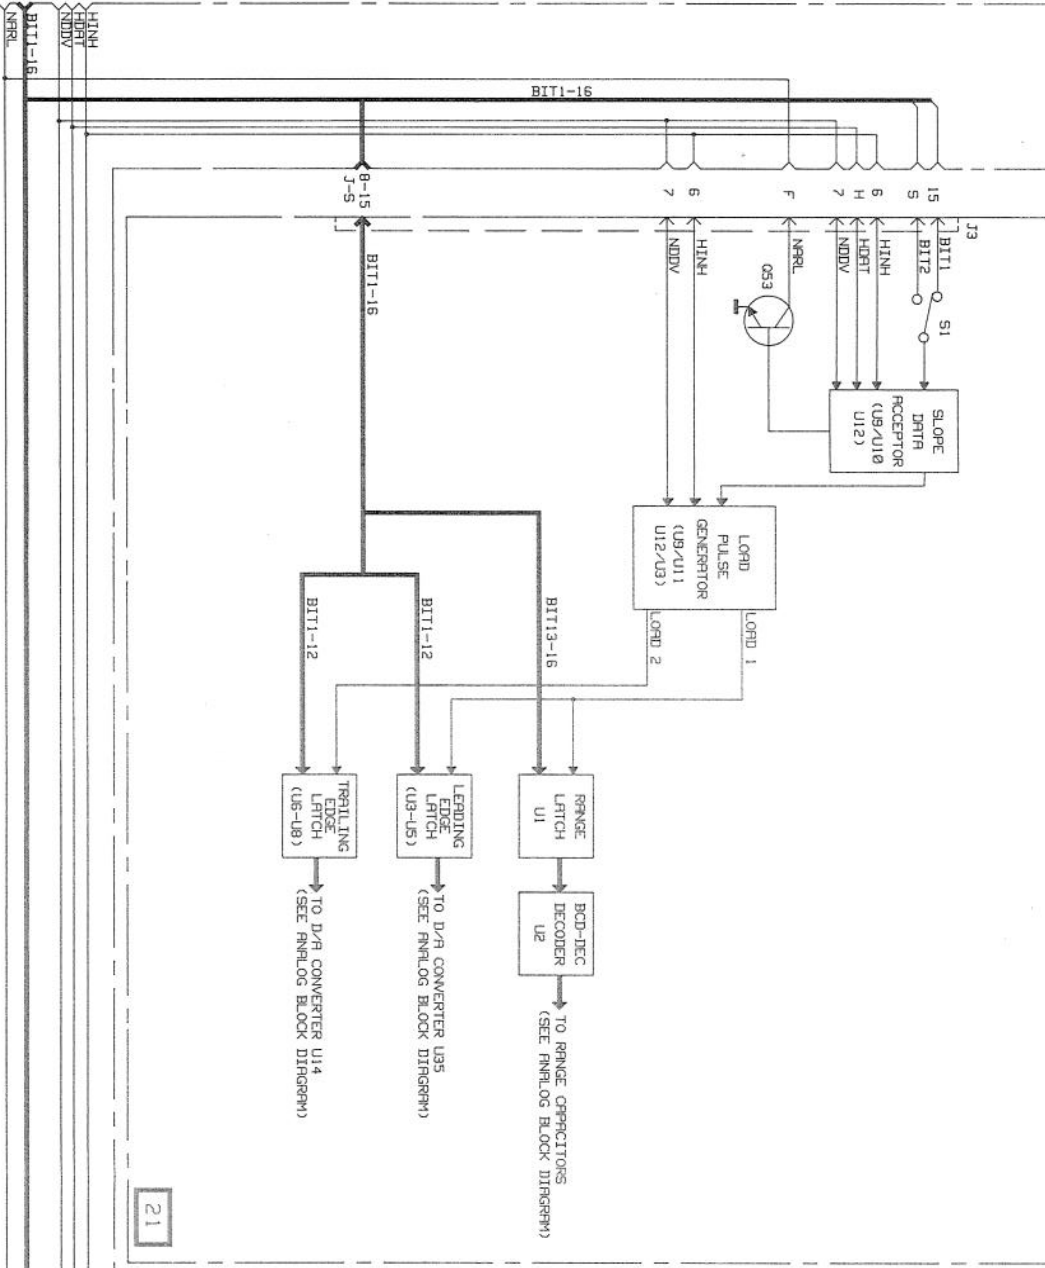 HINH
HDAT
NDDV
BIT1-16
NARL
BIT1-16
15
S
6
H
7
F
6
7
8-15
J-S
J3
BIT1
BIT2
HINH
HDAT
NDDV
NARL
HINH
NDDV
BIT1-16
S1
Q53
SLOPE
DATA
ACCEPTOR
(U9/U10
U12)
LOAD
PULSE
GENERATOR
(U9/U11
U12/U3)
LOAD 1
LOAD 2
BIT13-16
BIT1-12
BIT1-12
RANGE
LATCH
U1
BCD-DEC
DECODER
U2
TO RANGE CAPACITORS
(SEE ANALOG BLOCK DIAGRAM)
LEADING
EDGE
LATCH
(U3-U5)
TO D/A CONVERTER U35
(SEE ANALOG BLOCK DIAGRAM)
TRAILING
EDGE
LATCH
(U6-U8)
TO D/A CONVERTER U14
(SEE ANALOG BLOCK DIAGRAM)
21